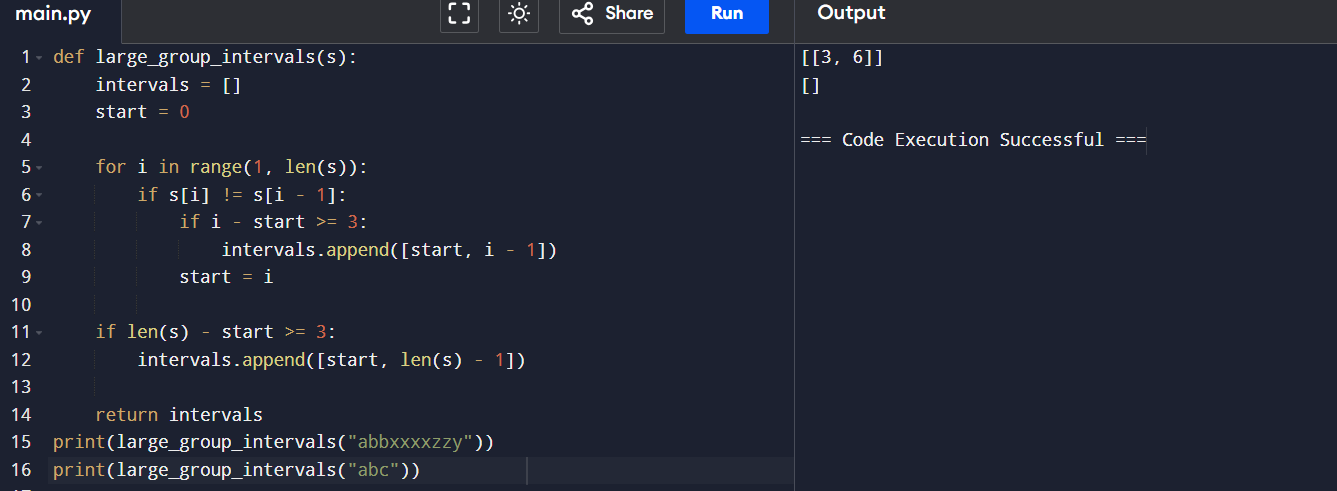 main.py Share Run Output
1 def large_group_intervals(s):
2     intervals = []
3     start = 0
4
5     for i in range(1, len(s)):
6         if s[i] != s[i - 1]:
7             if i - start >= 3:
8                 intervals.append([start, i - 1])
9             start = i
10
11     if len(s) - start >= 3:
12         intervals.append([start, len(s) - 1])
13
14     return intervals
15 print(large_group_intervals("abbxxxxzzy"))
16 print(large_group_intervals("abc"))
[[3, 6]]
[]
=== Code Execution Successful ===